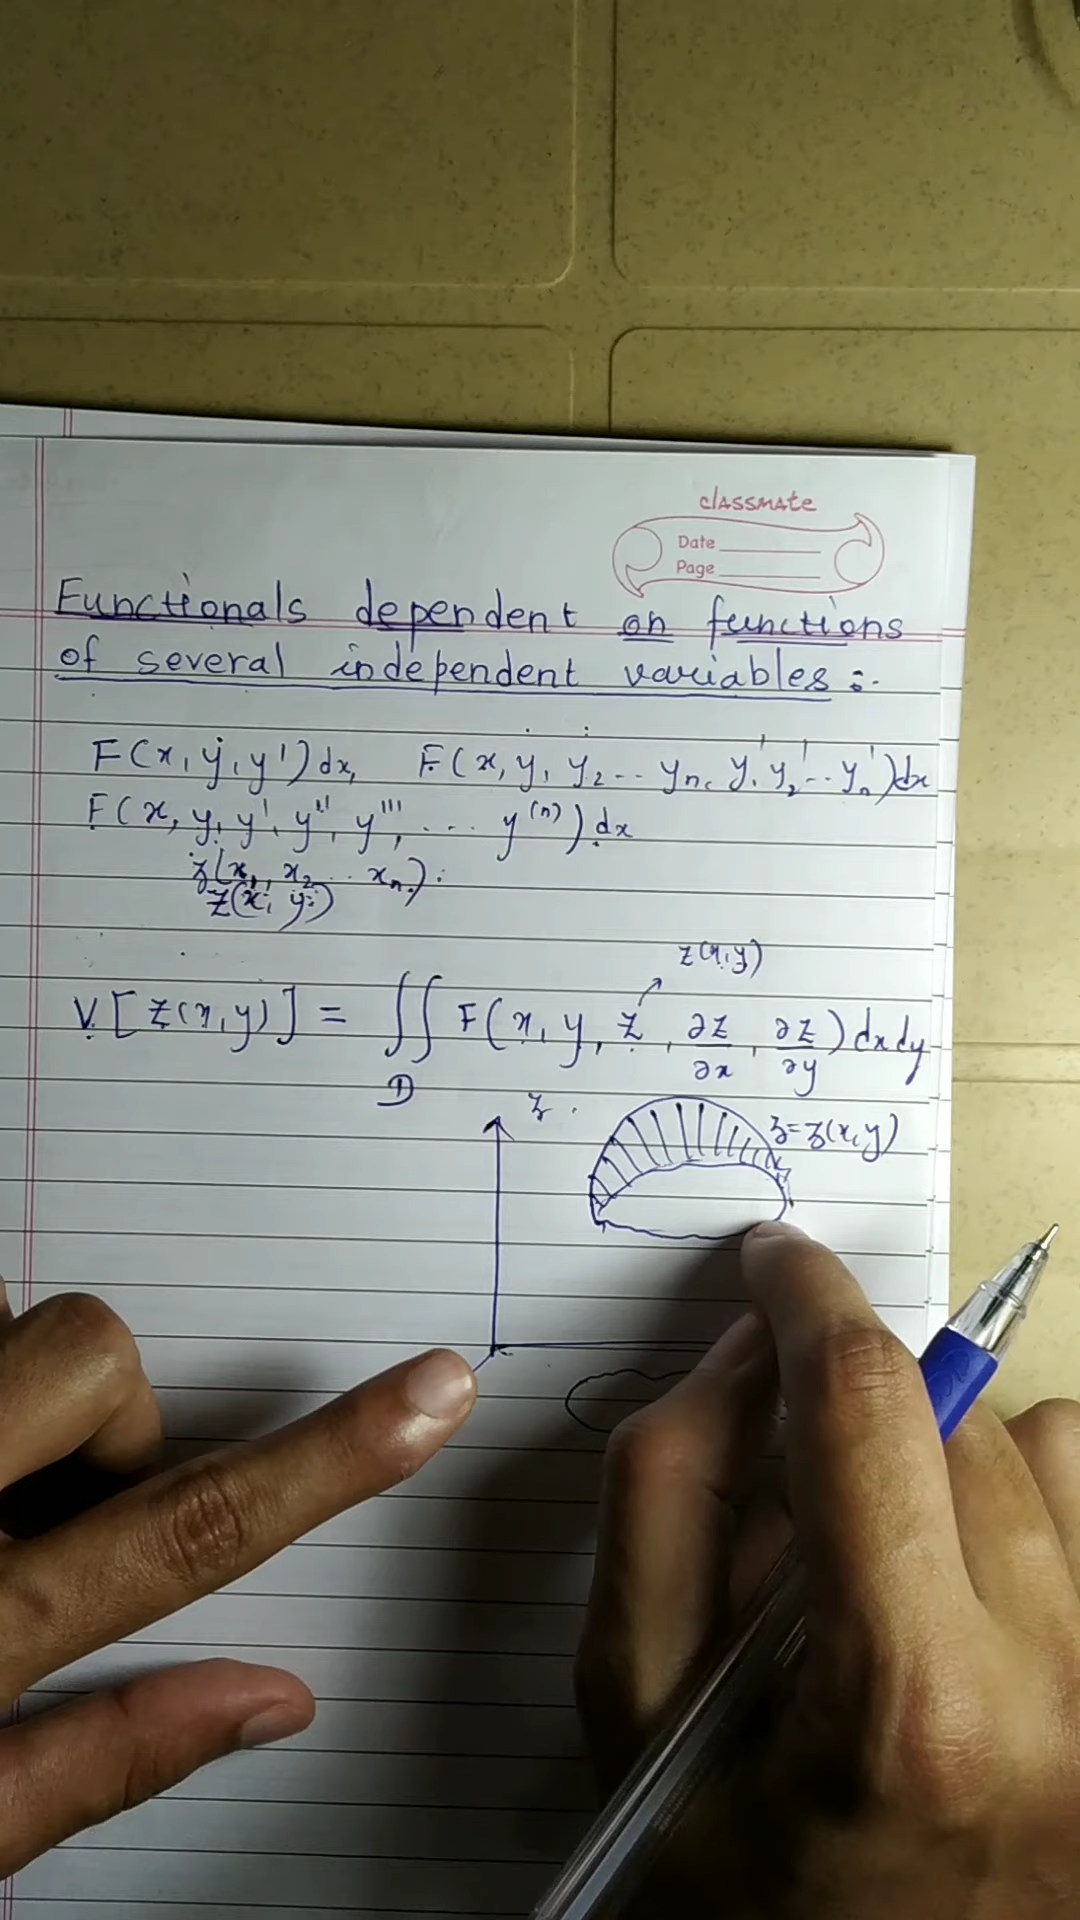 classmate
Date
Page
Functionals dependent on functions
of several independent variables :-
F(x, y, y') dx, F(x, y, y₂ -- yₙ, y₁' y₂' -- yₙ') dx
F(x, y, y', y'', y''', ... y⁽ⁿ⁾) dx
z(x₁, x₂ ... xₙ).
z(x, y)
z(x,y)
V[z(x,y)] = ∬ F(x, y, z, ∂z/∂x, ∂z/∂y) dx dy
D
z
z=z(x,y)